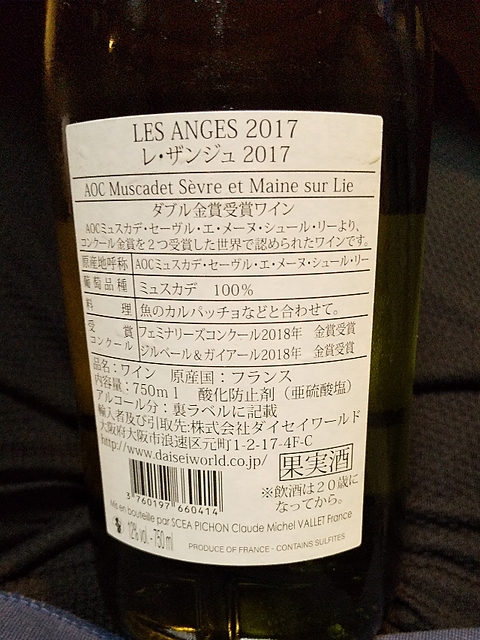 LES ANGES 2017
レ・ザンジュ 2017
AOC Muscadet Sèvre et Maine sur Lie
ダブル金賞受賞ワイン
AOCミュスカデ・セーヴル・エ・メーヌ・シュール・リーより、
コンクール金賞を2つ受賞した世界で認められたワインです。
原産地呼称 AOCミュスカデ・セーヴル・エ・メーヌ・シュール・リー
葡萄品種 ミュスカデ 100%
料理 魚のカルパッチョなどと合わせて。
受賞 フェミナリーズコンクール2018年 金賞受賞
コンクール ジルベール&ガイアール2018年 金賞受賞
品名：ワイン 原産国：フランス
内容量：750ml 酸化防止剤（亜硫酸塩）
アルコール分：裏ラベルに記載
輸入者及び引取先:株式会社ダイセイワールド
大阪府大阪市浪速区元町1-2-17-4F-C
http://www.daiseiworld.co.jp/
果実酒
※飲酒は20歳に
なってから。
3 760197 660414
Mis en bouteille par SCEA PICHON Claude Michel VALLET France
12% vol. - 750 ml
PRODUCE OF FRANCE - CONTAINS SULFITES